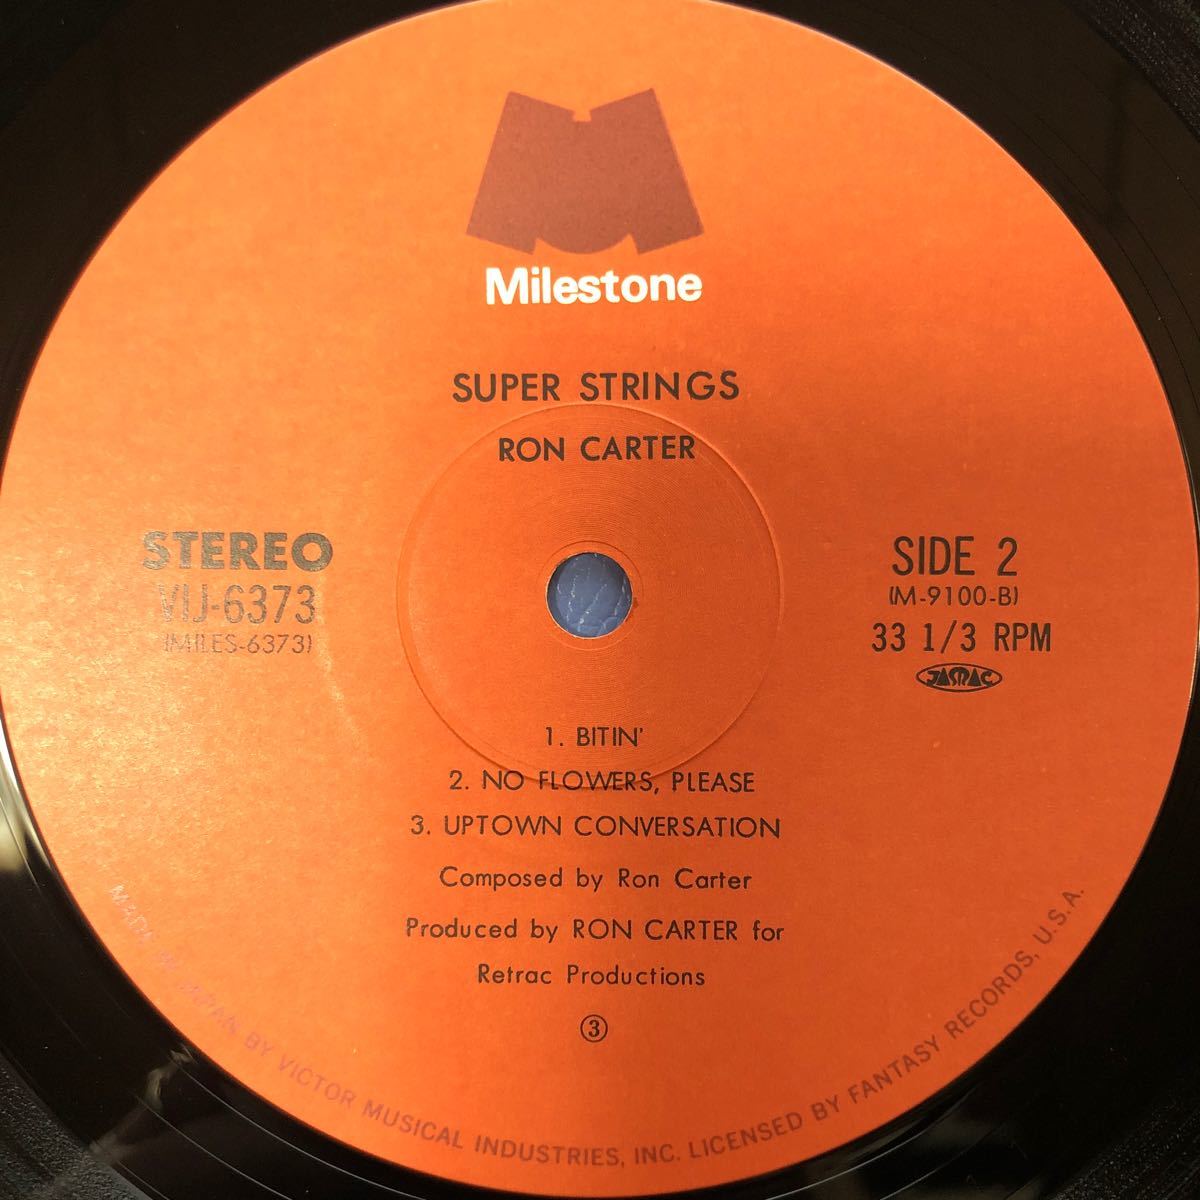 Milestone
SUPER STRINGS
RON CARTER
STEREO
VIJ-6373
(MILES-6373)
SIDE 2
(M-9100-B)
33 1/3 RPM
JASRAC
1. BITIN'
2. NO FLOWERS, PLEASE
3. UPTOWN CONVERSATION
Composed by Ron Carter
Produced by RON CARTER for
Retrac Productions
③
MADE IN JAPAN BY VICTOR MUSICAL INDUSTRIES, INC. LICENSED BY FANTASY RECORDS, U.S.A.